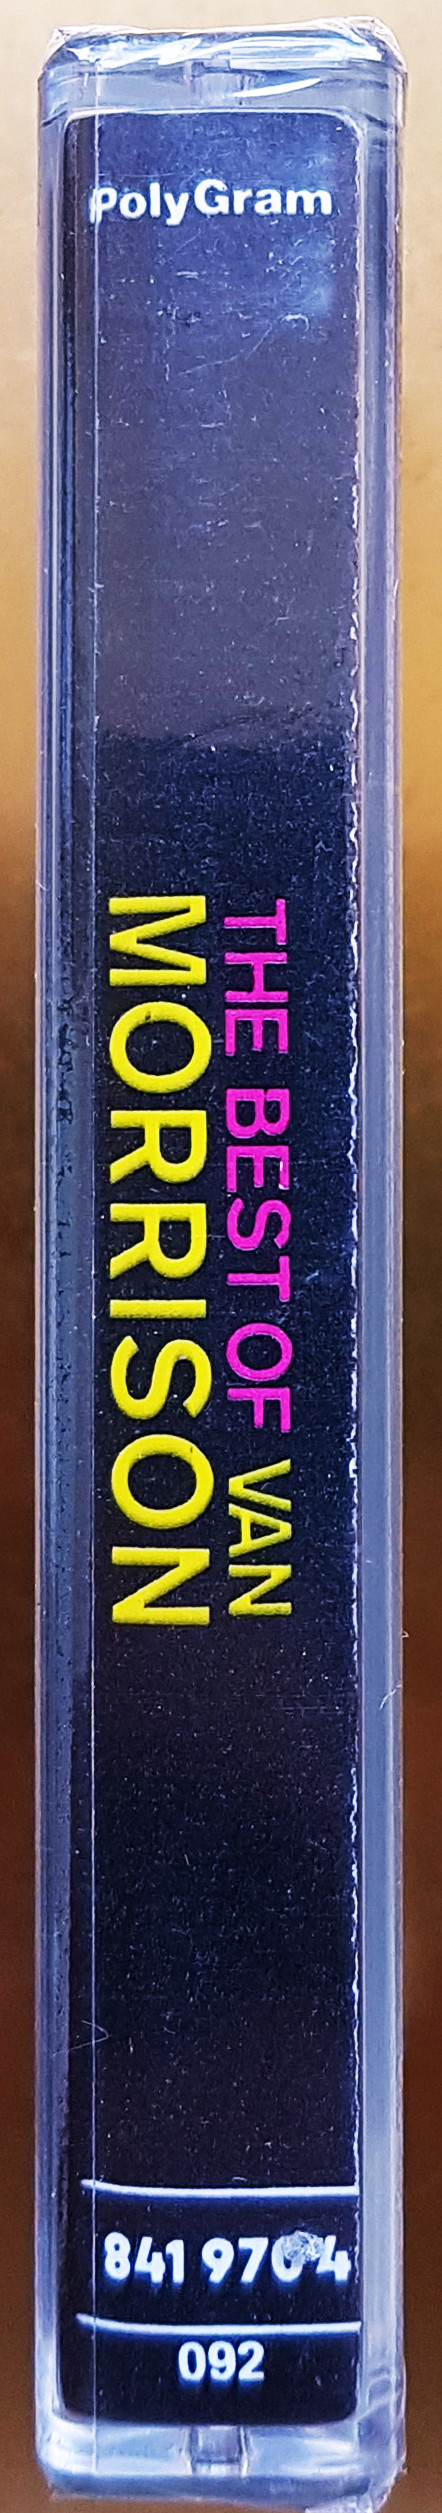 PolyGram
THE BEST OF VAN
MORRISON
841 970-4
092